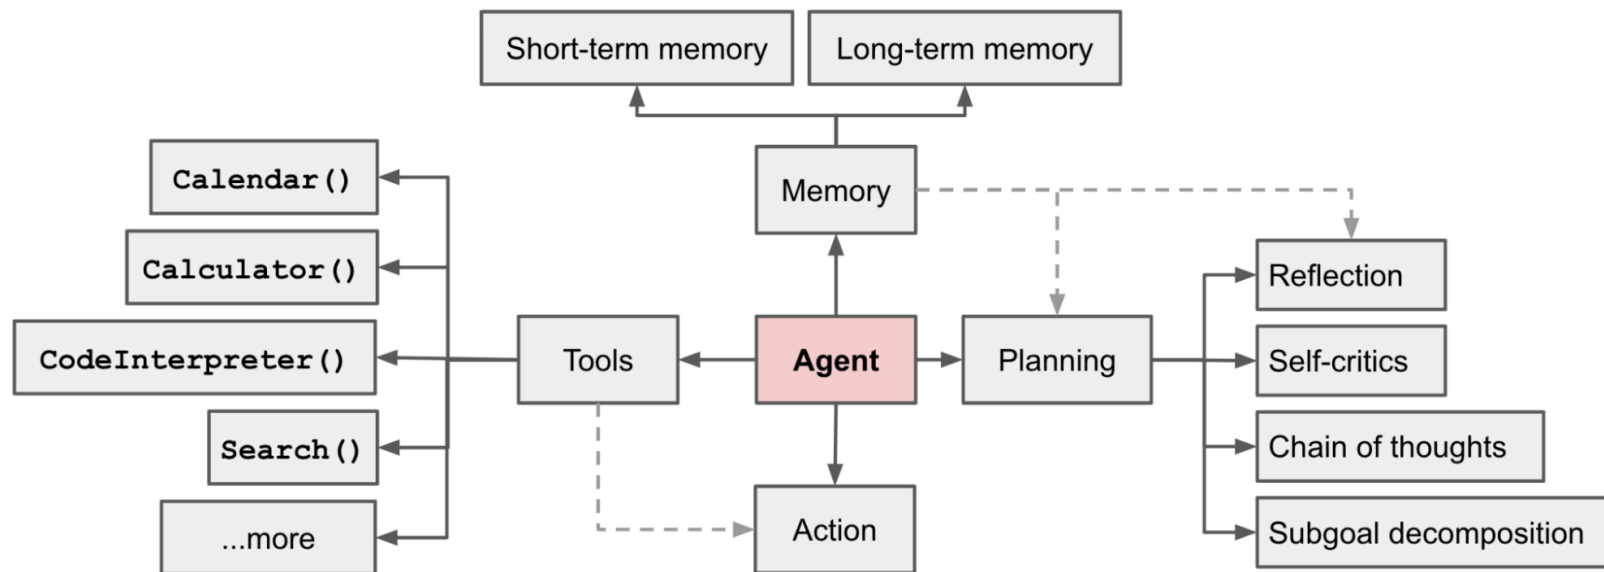 Short-term memory
Long-term memory
Calendar()
Memory
Calculator()
Reflection
CodeInterpreter()
Tools
Agent
Planning
Self-critics
Search()
Chain of thoughts
...more
Action
Subgoal decomposition